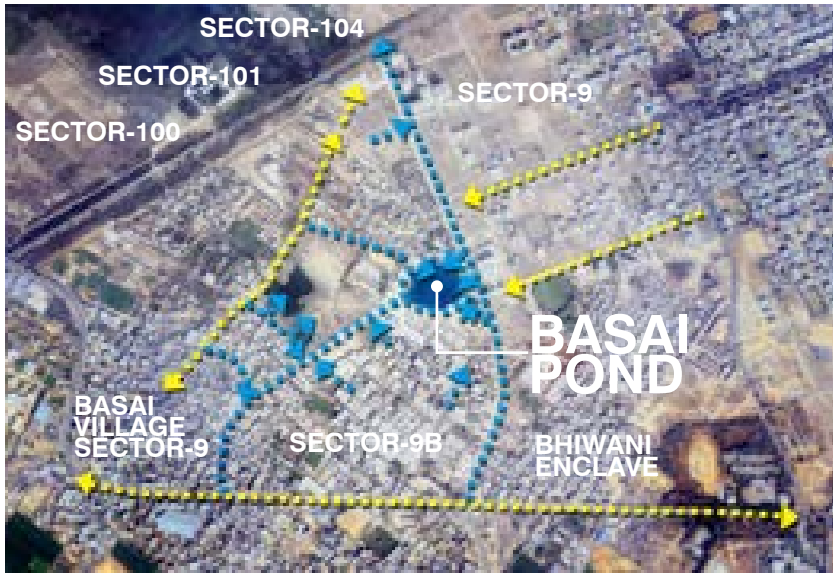 SECTOR-104
SECTOR-101
SECTOR-9
SECTOR-100
BASAI
POND
BASAI
VILLAGE
SECTOR-9
SECTOR-9B
BHIWANI
ENCLAVE